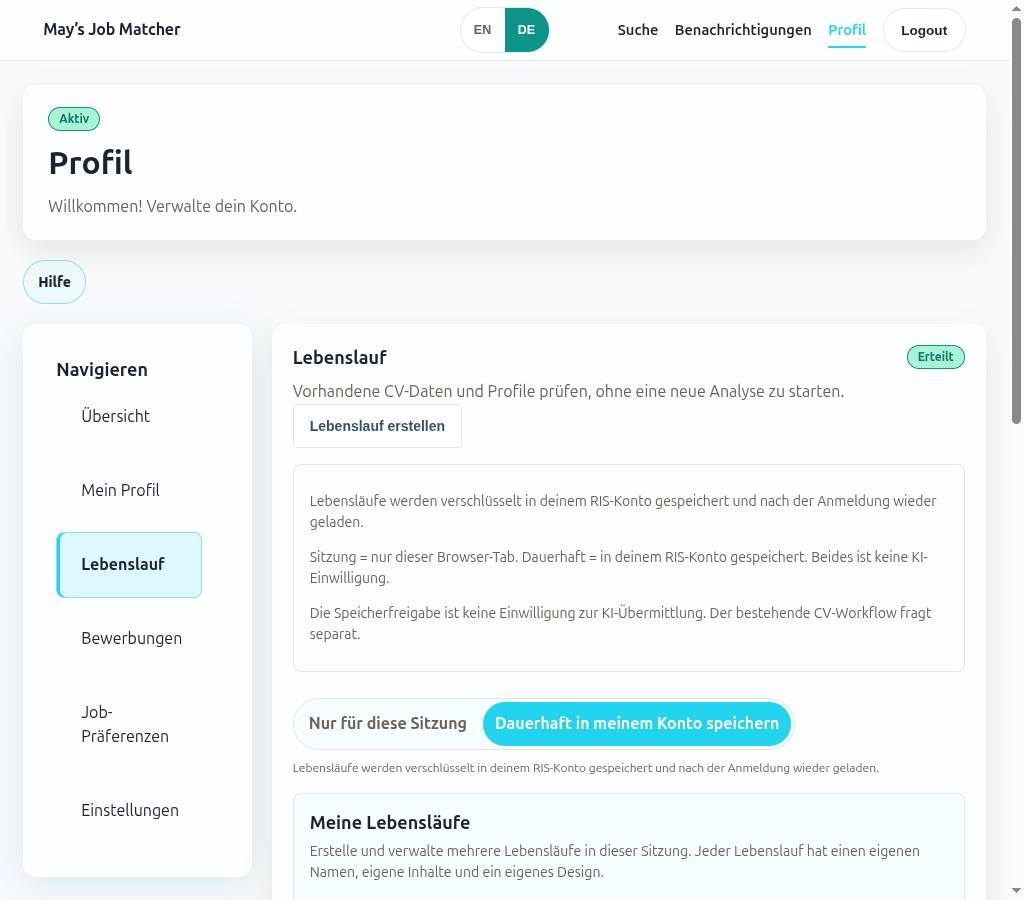 May’s Job Matcher
EN
DE
Suche
Benachrichtigungen
Profil
Logout
Aktiv
Profil
Willkommen! Verwalte dein Konto.
Hilfe
Navigieren
Übersicht
Mein Profil
Lebenslauf
Bewerbungen
Job-
Präferenzen
Einstellungen
Lebenslauf
Erteilt
Vorhandene CV-Daten und Profile prüfen, ohne eine neue Analyse zu starten.
Lebenslauf erstellen
Lebensläufe werden verschlüsselt in deinem RIS-Konto gespeichert und nach der Anmeldung wieder
geladen.
Sitzung = nur dieser Browser-Tab. Dauerhaft = in deinem RIS-Konto gespeichert. Beides ist keine KI-
Einwilligung.
Die Speicherfreigabe ist keine Einwilligung zur KI-Übermittlung. Der bestehende CV-Workflow fragt
separat.
Nur für diese Sitzung
Dauerhaft in meinem Konto speichern
Lebensläufe werden verschlüsselt in deinem RIS-Konto gespeichert und nach der Anmeldung wieder geladen.
Meine Lebensläufe
Erstelle und verwalte mehrere Lebensläufe in dieser Sitzung. Jeder Lebenslauf hat einen eigenen
Namen, eigene Inhalte und ein eigenes Design.